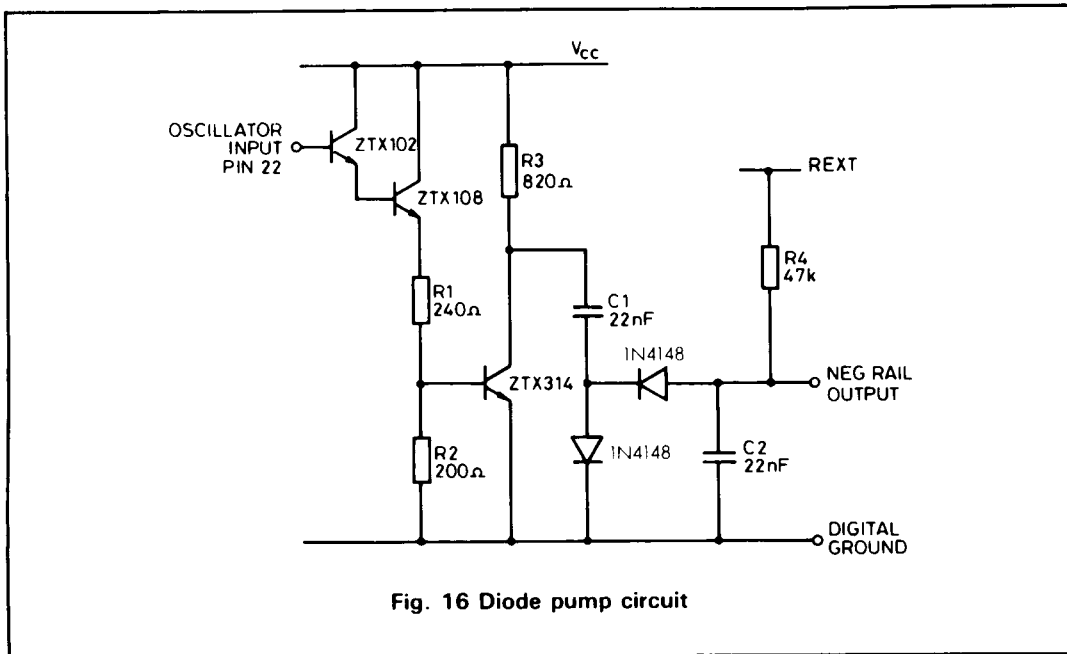 VCC
OSCILLATOR
INPUT
PIN 22
ZTX102
ZTX108
R3
820Ω
REXT
R1
240Ω
C1
22nF
R4
47k
1N4148
ZTX314
NEG RAIL
OUTPUT
R2
200Ω
1N4148
C2
22nF
DIGITAL
GROUND
Fig. 16 Diode pump circuit